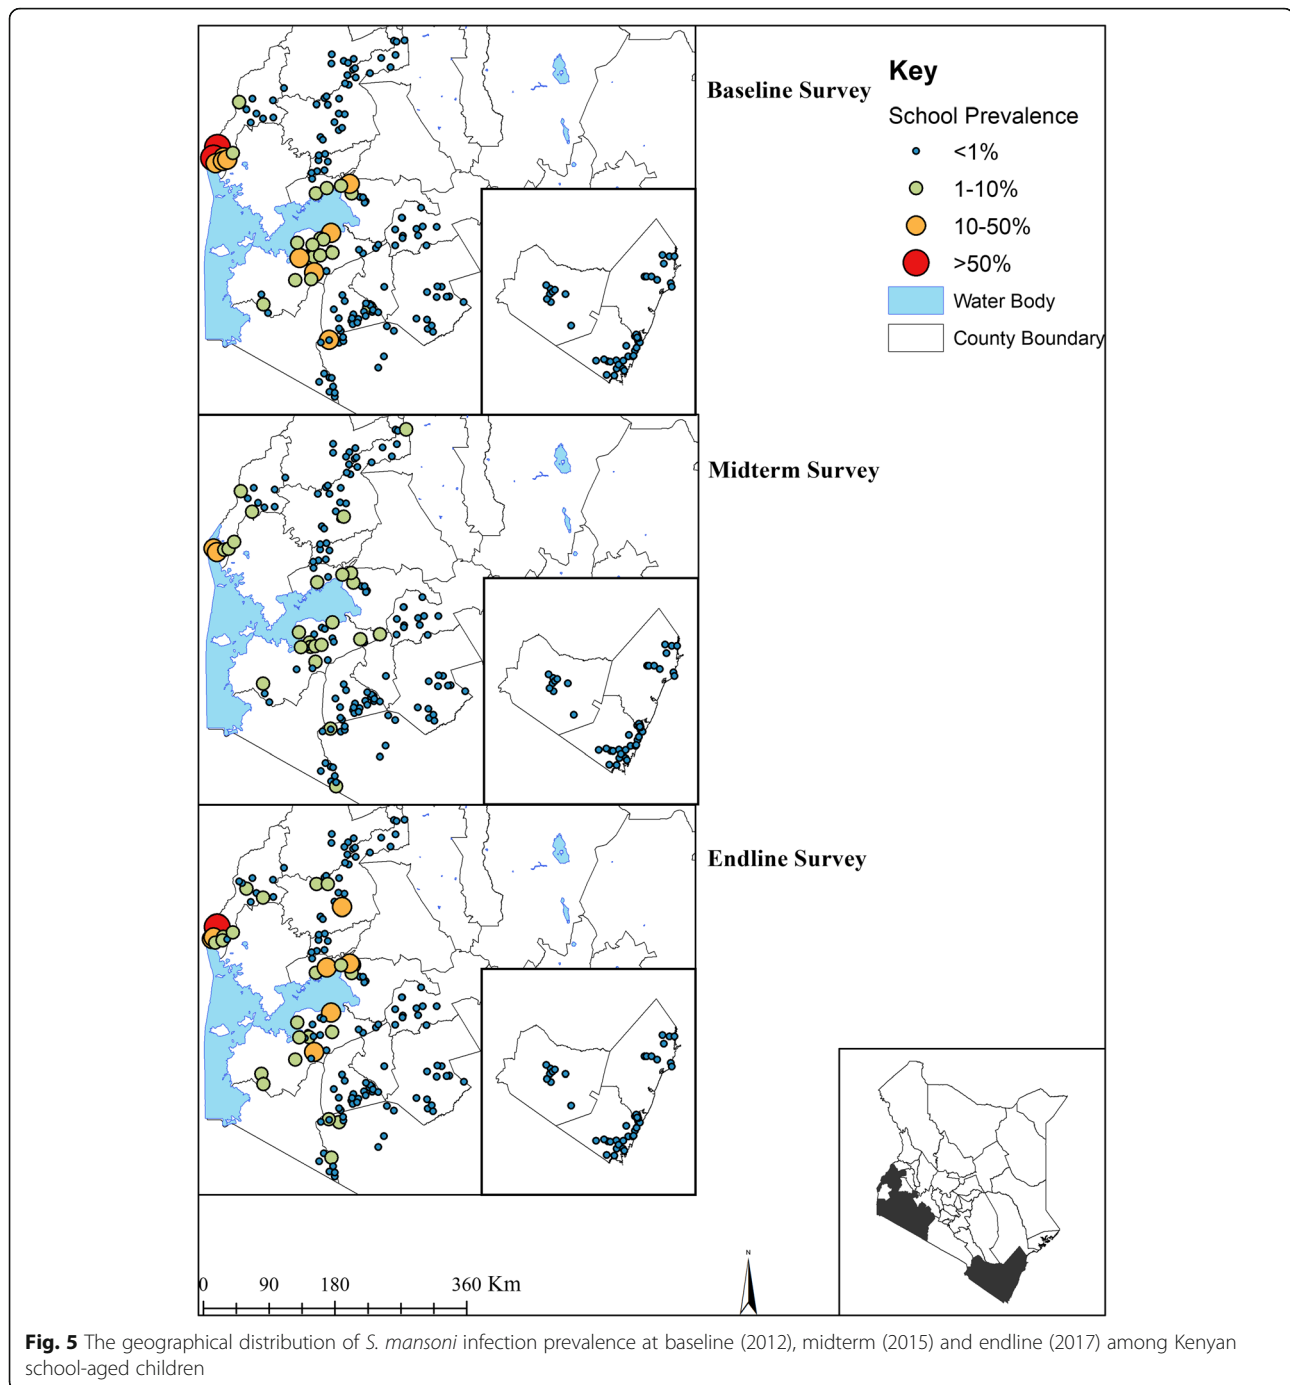 Baseline Survey
Key
School Prevalence
<1%
1-10%
10-50%
>50%
Water Body
County Boundary
Midterm Survey
Endline Survey
N
0 90 180 360 Km
Fig. 5 The geographical distribution of S. mansoni infection prevalence at baseline (2012), midterm (2015) and endline (2017) among Kenyan
school-aged children